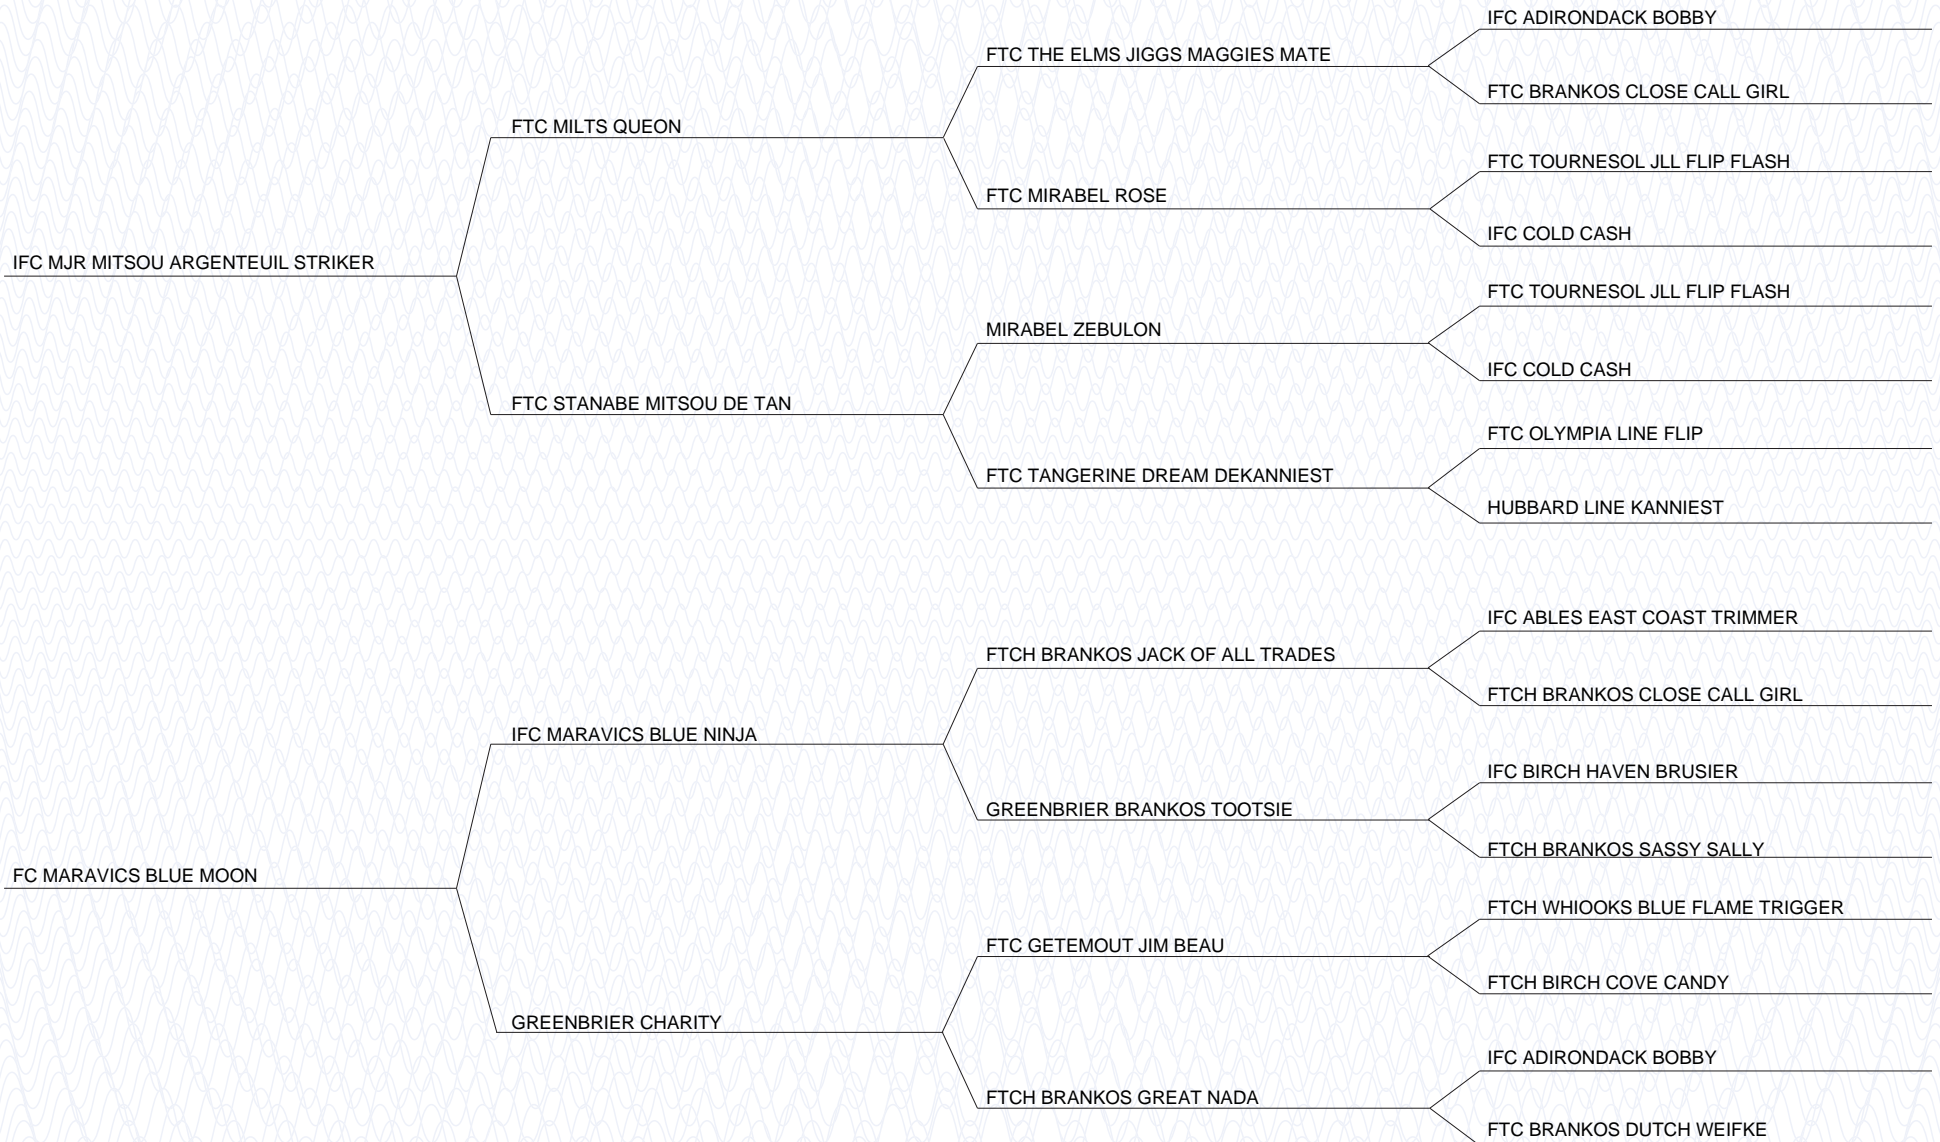 IFC ADIRONDACK BOBBY
FTC THE ELMS JIGGS MAGGIES MATE
FTC BRANKOS CLOSE CALL GIRL
FTC MILTS QUEON
FTC TOURNESOL JLL FLIP FLASH
FTC MIRABEL ROSE
IFC COLD CASH
IFC MJR MITSOU ARGENTEUIL STRIKER
FTC TOURNESOL JLL FLIP FLASH
MIRABEL ZEBULON
IFC COLD CASH
FTC STANABE MITSOU DE TAN
FTC OLYMPIA LINE FLIP
FTC TANGERINE DREAM DEKANNIEST
HUBBARD LINE KANNIEST
IFC ABLES EAST COAST TRIMMER
FTCH BRANKOS JACK OF ALL TRADES
FTCH BRANKOS CLOSE CALL GIRL
IFC MARAVICS BLUE NINJA
IFC BIRCH HAVEN BRUSIER
GREENBRIER BRANKOS TOOTSIE
FTCH BRANKOS SASSY SALLY
FC MARAVICS BLUE MOON
FTCH WHIOOKS BLUE FLAME TRIGGER
FTC GETEMOUT JIM BEAU
FTCH BIRCH COVE CANDY
GREENBRIER CHARITY
IFC ADIRONDACK BOBBY
FTCH BRANKOS GREAT NADA
FTC BRANKOS DUTCH WEIFKE